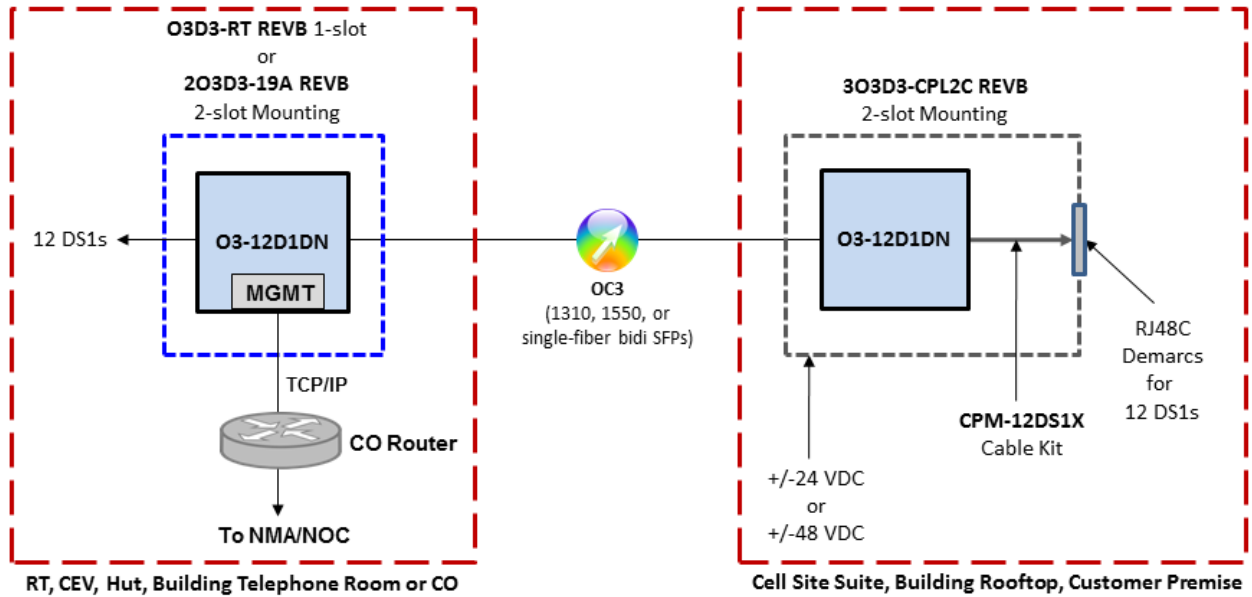 O3D3-RT REVB 1-slot
or
2O3D3-19A REVB
2-slot Mounting
12 DS1s
O3-12D1DN
MGMT
TCP/IP
CO Router
To NMA/NOC
RT, CEV, Hut, Building Telephone Room or CO
OC3
(1310, 1550, or
single-fiber bidi SFPs)
3O3D3-CPL2C REVB
2-slot Mounting
O3-12D1DN
RJ48C
Demarcs
for
12 DS1s
CPM-12DS1X
Cable Kit
+/-24 VDC
or
+/-48 VDC
Cell Site Suite, Building Rooftop, Customer Premise